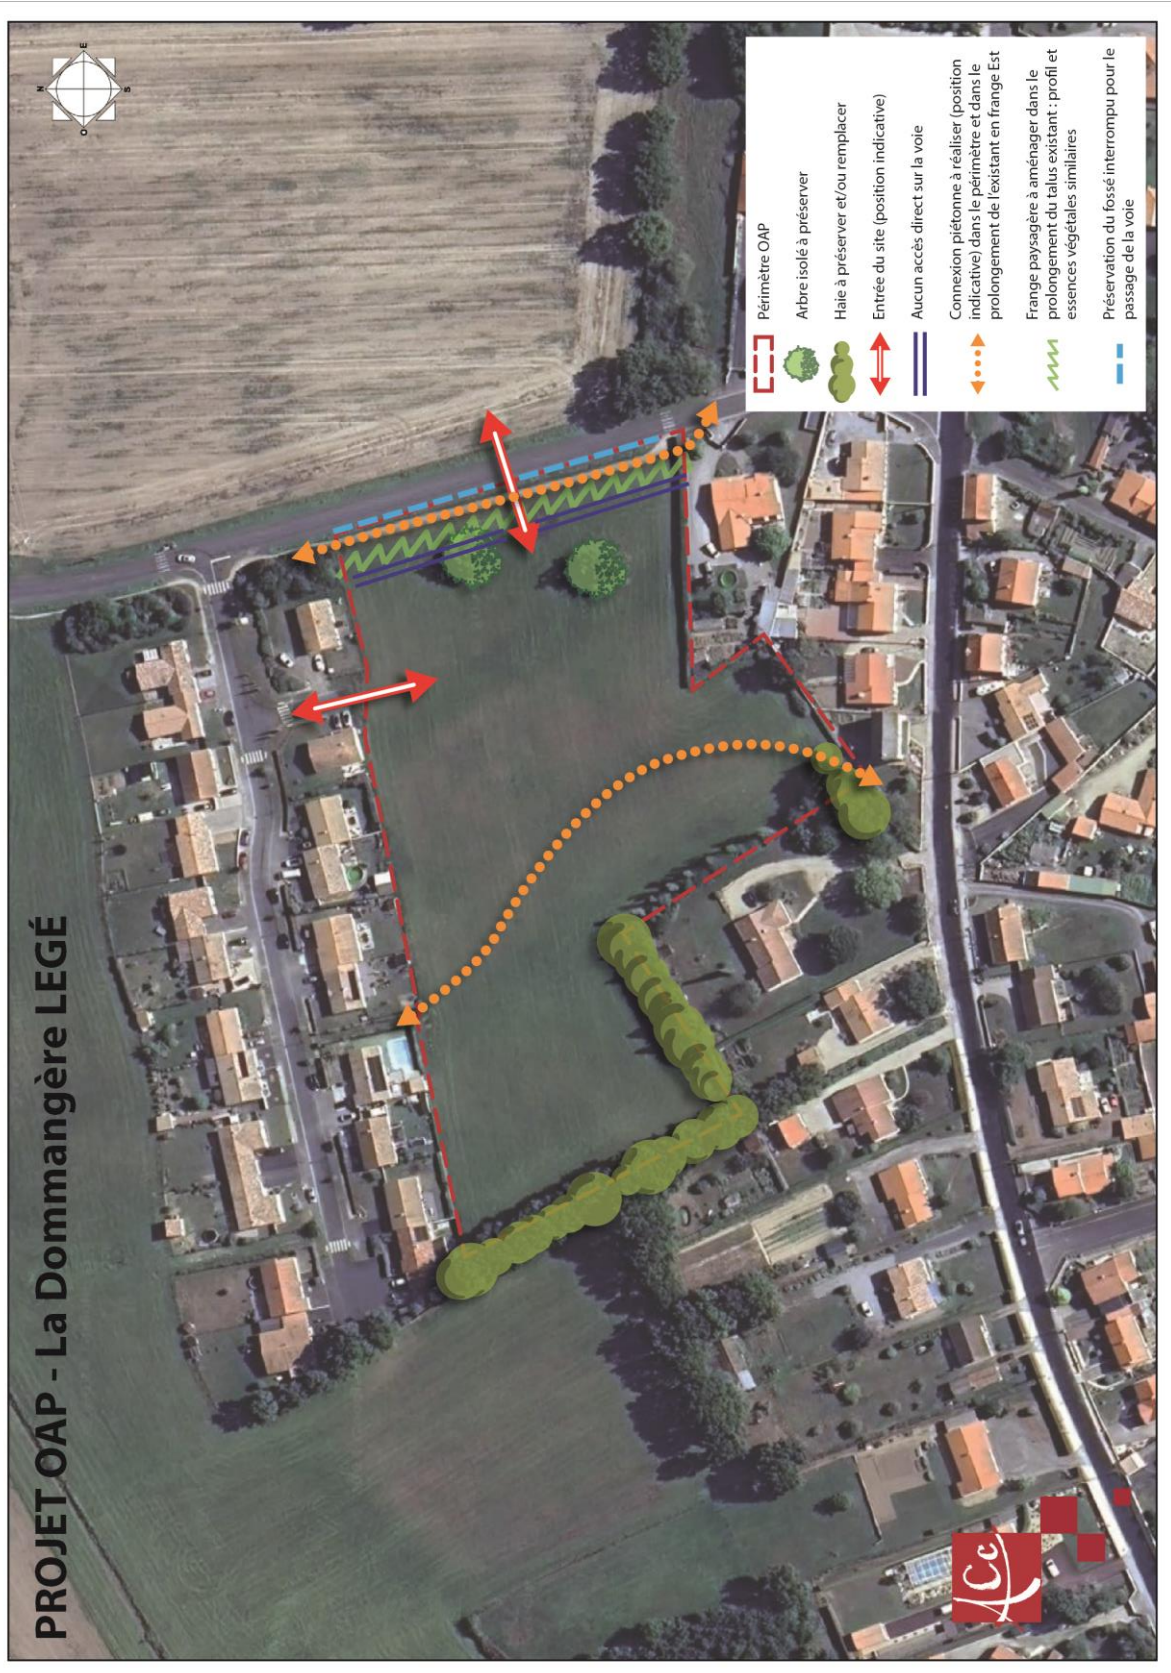 PROJET OAP - La Dommangère LEGÉ
N
E
S
O
Périmètre OAP
Arbre isolé à préserver
Haie à préserver et/ou remplacer
Entrée du site (position indicative)
Aucun accès direct sur la voie
Connexion piétonne à réaliser (position
indicative) dans le périmètre et dans le
prolongement de l'existant en frange Est
Frange paysagère à aménager dans le
prolongement du talus existant : profil et
essences végétales similaires
Préservation du fossé interrompu pour le
passage de la voie